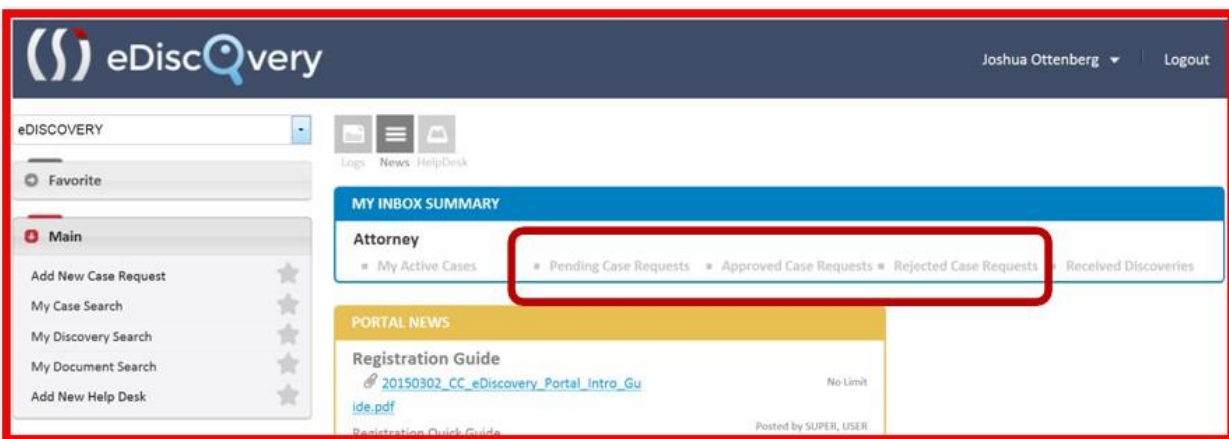 eDiscovery
Joshua Ottenberg
Logout
eDISCOVERY
Favorite
Main
Add New Case Request
My Case Search
My Discovery Search
My Document Search
Add New Help Desk
Logs News HelpDesk
MY INBOX SUMMARY
Attorney
My Active Cases Pending Case Requests Approved Case Requests Rejected Case Requests Received Discoveries
PORTAL NEWS
Registration Guide
20150302_CC_eDiscovery_Portal_Intro_Gu No Limit
ide.pdf
Registration Quick Guide Posted by SUPER, USER